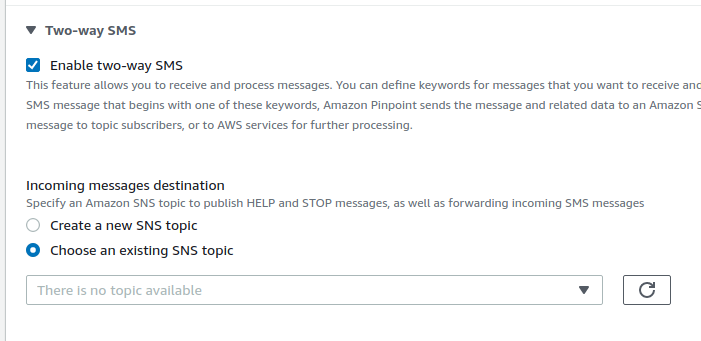 Two-way SMS
Enable two-way SMS
This feature allows you to receive and process messages. You can define keywords for messages that you want to receive and
SMS message that begins with one of these keywords, Amazon Pinpoint sends the message and related data to an Amazon S
message to topic subscribers, or to AWS services for further processing.
Incoming messages destination
Specify an Amazon SNS topic to publish HELP and STOP messages, as well as forwarding incoming SMS messages
Create a new SNS topic
Choose an existing SNS topic
There is no topic available